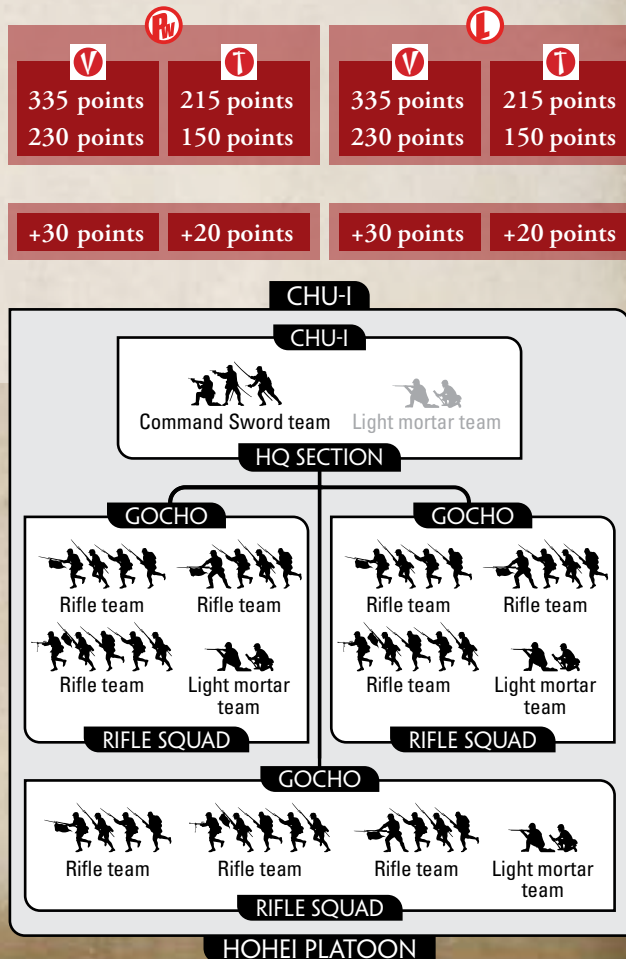 PW L
V T V T
335 points 215 points 335 points 215 points
230 points 150 points 230 points 150 points
+30 points +20 points +30 points +20 points
CHU-I
CHU-I
Command Sword team Light mortar team
HQ SECTION
GOCHO GOCHO
Rifle team Rifle team Rifle team Rifle team
Rifle team Light mortar Rifle team Light mortar
team team
RIFLE SQUAD RIFLE SQUAD
GOCHO
Rifle team Rifle team Rifle team Light mortar
team
RIFLE SQUAD
HOHEI PLATOON